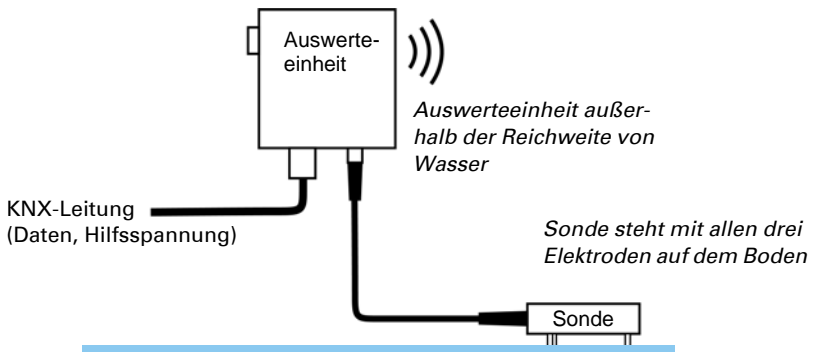 Auswerte-
einheit
Auswerteeinheit außer-
halb der Reichweite von
Wasser
KNX-Leitung
(Daten, Hilfsspannung)
Sonde steht mit allen drei
Elektroden auf dem Boden
Sonde